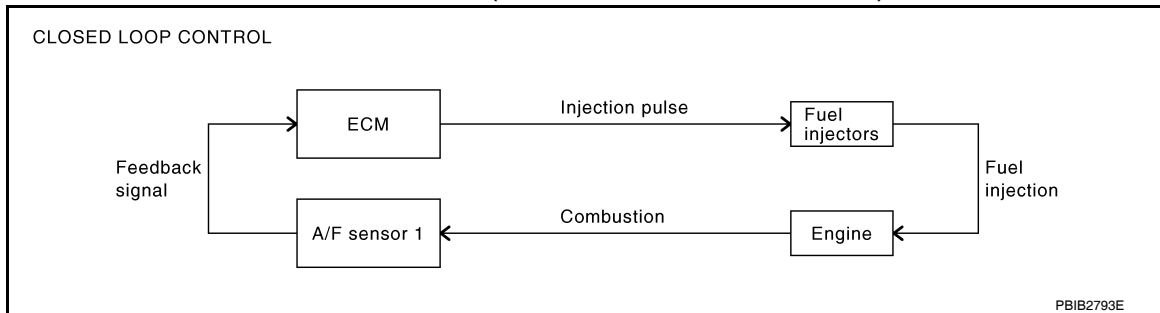 CLOSED LOOP CONTROL
ECM
Injection pulse
Fuel
injectors
Feedback
signal
Fuel
injection
A/F sensor 1
Combustion
Engine
PBIB2793E